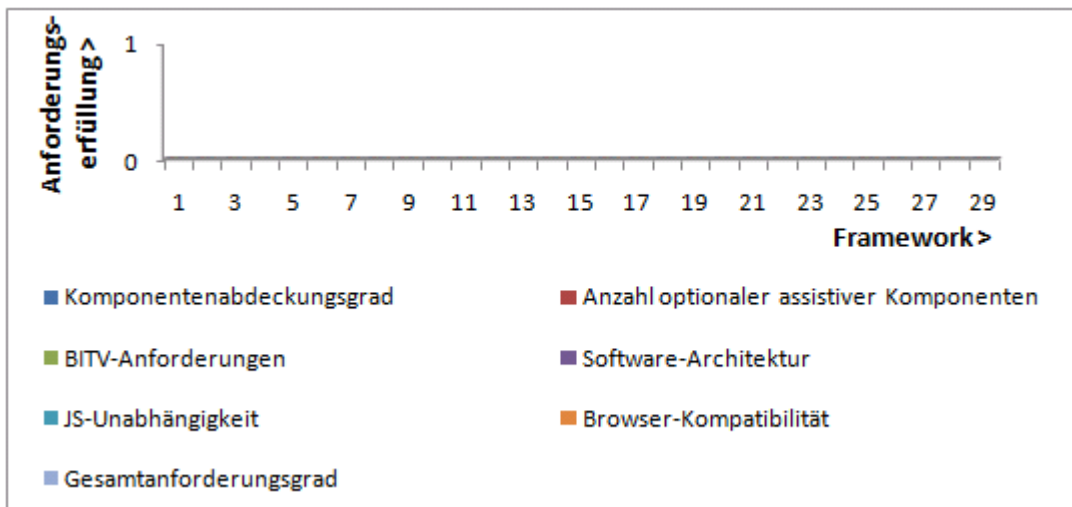 Anforderungs-
erfüllung >
1
0
1 3 5 7 9 11 13 15 17 19 21 23 25 27 29
Framework >
Komponentenabdeckungsgrad
Anzahl optionaler assistiver Komponenten
BITV-Anforderungen
Software-Architektur
JS-Unabhängigkeit
Browser-Kompatibilität
Gesamtanforderungsgrad